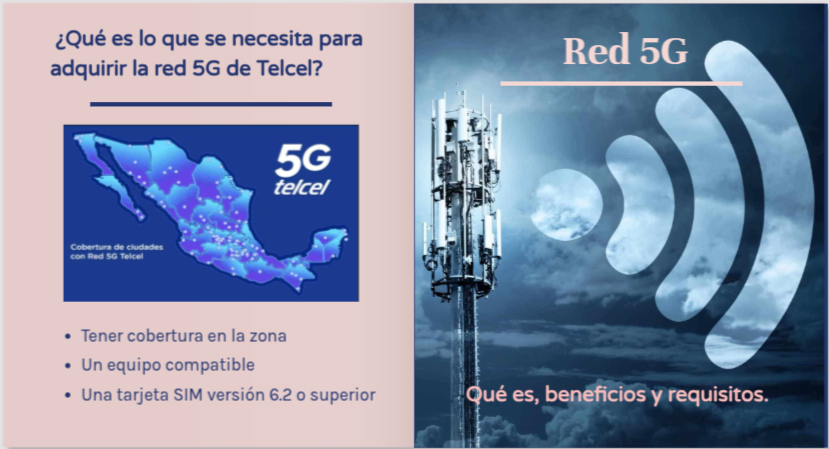 ¿Qué es lo que se necesita para
adquirir la red 5G de Telcel?
5G
telcel
Cobertura de ciudades
con Red 5G Telcel
• Tener cobertura en la zona
• Un equipo compatible
• Una tarjeta SIM versión 6.2 o superior
Red 5G
Qué es, beneficios y requisitos.